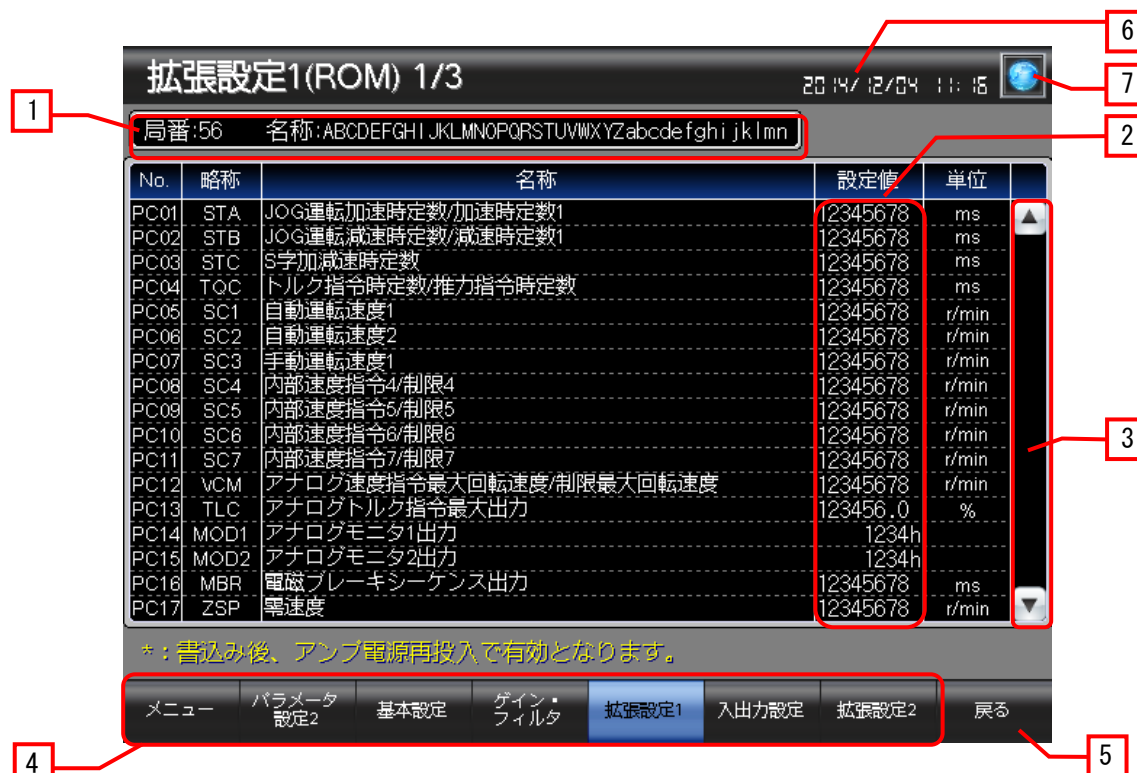 6
拡張設定1(ROM) 1/3
2014/12/04 11:16
7
1
局番:56 名称:ABCDEFGHIJKLMNOPQRSTUVWXYZabcdefghijklmn
2
No. 略称 名称 設定値 単位
PC01 STA JOG運転加速時定数/加速時定数1 12345678 ms
PC02 STB JOG運転減速時定数/減速時定数1 12345678 ms
PC03 STC S字加減速時定数 12345678 ms
PC04 TQC トルク指令時定数/推力指令時定数 12345678 ms
PC05 SC1 自動運転速度1 12345678 r/min
PC06 SC2 自動運転速度2 12345678 r/min
PC07 SC3 手動運転速度1 12345678 r/min
PC08 SC4 内部速度指令4/制限4 12345678 r/min
PC09 SC5 内部速度指令5/制限5 12345678 r/min
PC10 SC6 内部速度指令6/制限6 12345678 r/min
3
PC11 SC7 内部速度指令7/制限7 12345678 r/min
PC12 VCM アナログ速度指令最大回転速度/制限最大回転速度 12345678 r/min
PC13 TLC アナログトルク指令最大出力 123456.0 %
PC14 MOD1 アナログモニタ1出力 1234h
PC15 MOD2 アナログモニタ2出力 1234h
PC16 MBR 電磁ブレーキシーケンス出力 12345678 ms
PC17 ZSP 零速度 12345678 r/min
*:書込み後、アンプ電源再投入で有効となります。
メニュー パラメータ設定2 基本設定 ゲイン・フィルタ 拡張設定1 入出力設定 拡張設定2 戻る
4
5